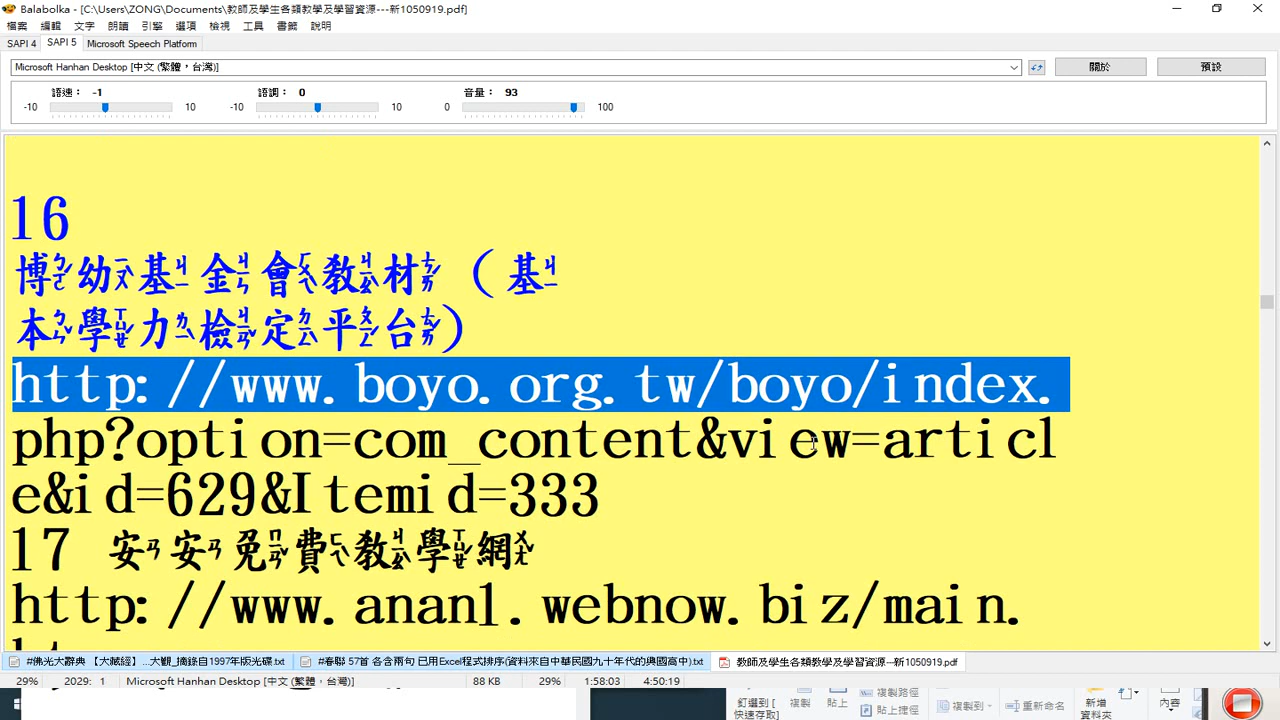 Balabolka - [C:\Users\ZONG\Documents\教師及學生各類教學及學習資源---新1050919.pdf]
檔案 編輯 文字 朗讀 引擎 選項 檢視 工具 書籤 說明
SAPI 4 SAPI 5 Microsoft Speech Platform
Microsoft Hanhan Desktop [中文 (繁體，台灣)] 關於 預設
語速： -1 語調： 0 音量： 93
-10 10 -10 10 0 100
16
博幼基金會教材（基
本學力檢定平台）
http://www.boyo.org.tw/boyo/index.
php?option=com_content&view=articl
e&id=629&Itemid=333
17 安安免費教學網
http://www.anan1.webnow.biz/main.
#佛光大辭典 【大藏經】 ...大觀_摘錄自1997年版光碟.txt #春聯 57首 各含兩句 已用Excel程式排序(資料來自中華民國九十年代的興國高中).txt 教師及學生各類教學及學習資源---新1050919.pdf
29% 2029: 1 Microsoft Hanhan Desktop [中文 (繁體，台灣)] 88 KB 29% 1:58:03 4:50:19
釘選到 [ 複製 貼上 複製路徑 新增 內容
快速存取] 貼上捷徑 複製到 重新命名 資料夾